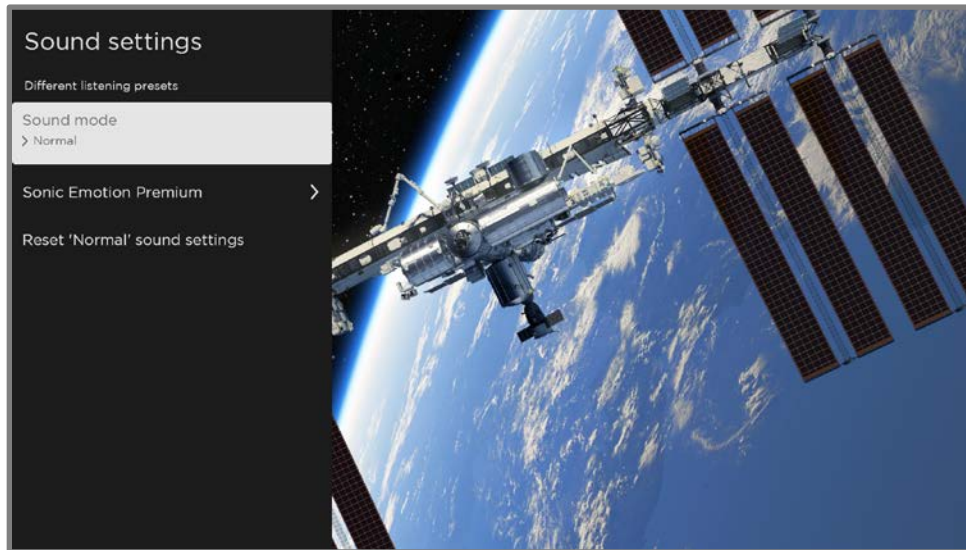 Sound settings
Different listening presets
Sound mode
> Normal
Sonic Emotion Premium >
Reset 'Normal' sound settings